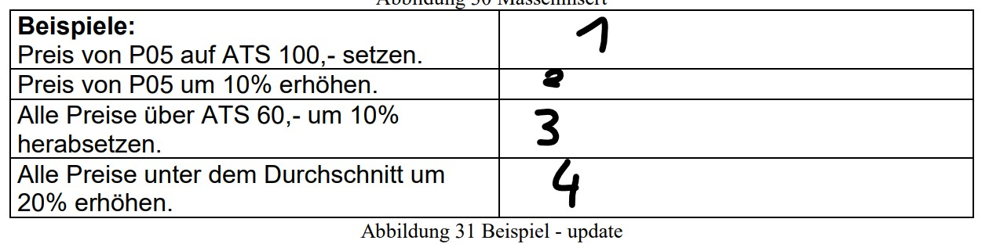 Abbildung 30 Masseninsert
Beispiele:
Preis von P05 auf ATS 100,- setzen.
1
Preis von P05 um 10% erhöhen.
2
Alle Preise über ATS 60,- um 10%
herabsetzen.
3
Alle Preise unter dem Durchschnitt um
20% erhöhen.
4
Abbildung 31 Beispiel - update